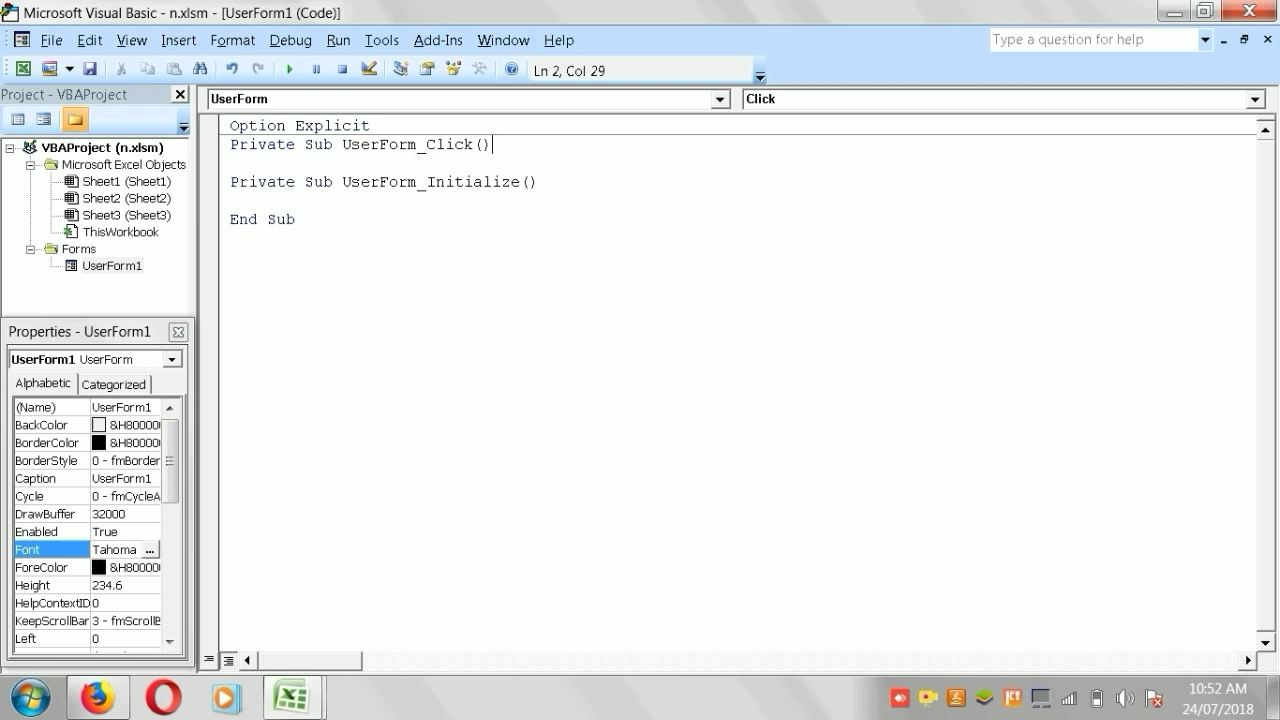 Microsoft Visual Basic - n.xlsm - [UserForm1 (Code)]
File Edit View Insert Format Debug Run Tools Add-Ins Window Help
Type a question for help
Ln 2, Col 29
Project - VBAProject
UserForm
Click
VBAProject (n.xlsm)
Microsoft Excel Objects
Sheet1 (Sheet1)
Sheet2 (Sheet2)
Sheet3 (Sheet3)
ThisWorkbook
Forms
UserForm1
Option Explicit
Private Sub UserForm_Click()
Private Sub UserForm_Initialize()
End Sub
Properties - UserForm1
UserForm1 UserForm
Alphabetic Categorized
(Name) UserForm1
BackColor &H80000
BorderColor &H80000
BorderStyle 0 - fmBorder
Caption UserForm1
Cycle 0 - fmCycleA
DrawBuffer 32000
Enabled True
Font Tahoma ...
ForeColor &H80000
Height 234.6
HelpContextID 0
KeepScrollBar 3 - fmScrollB
Left 0
10:52 AM
24/07/2018